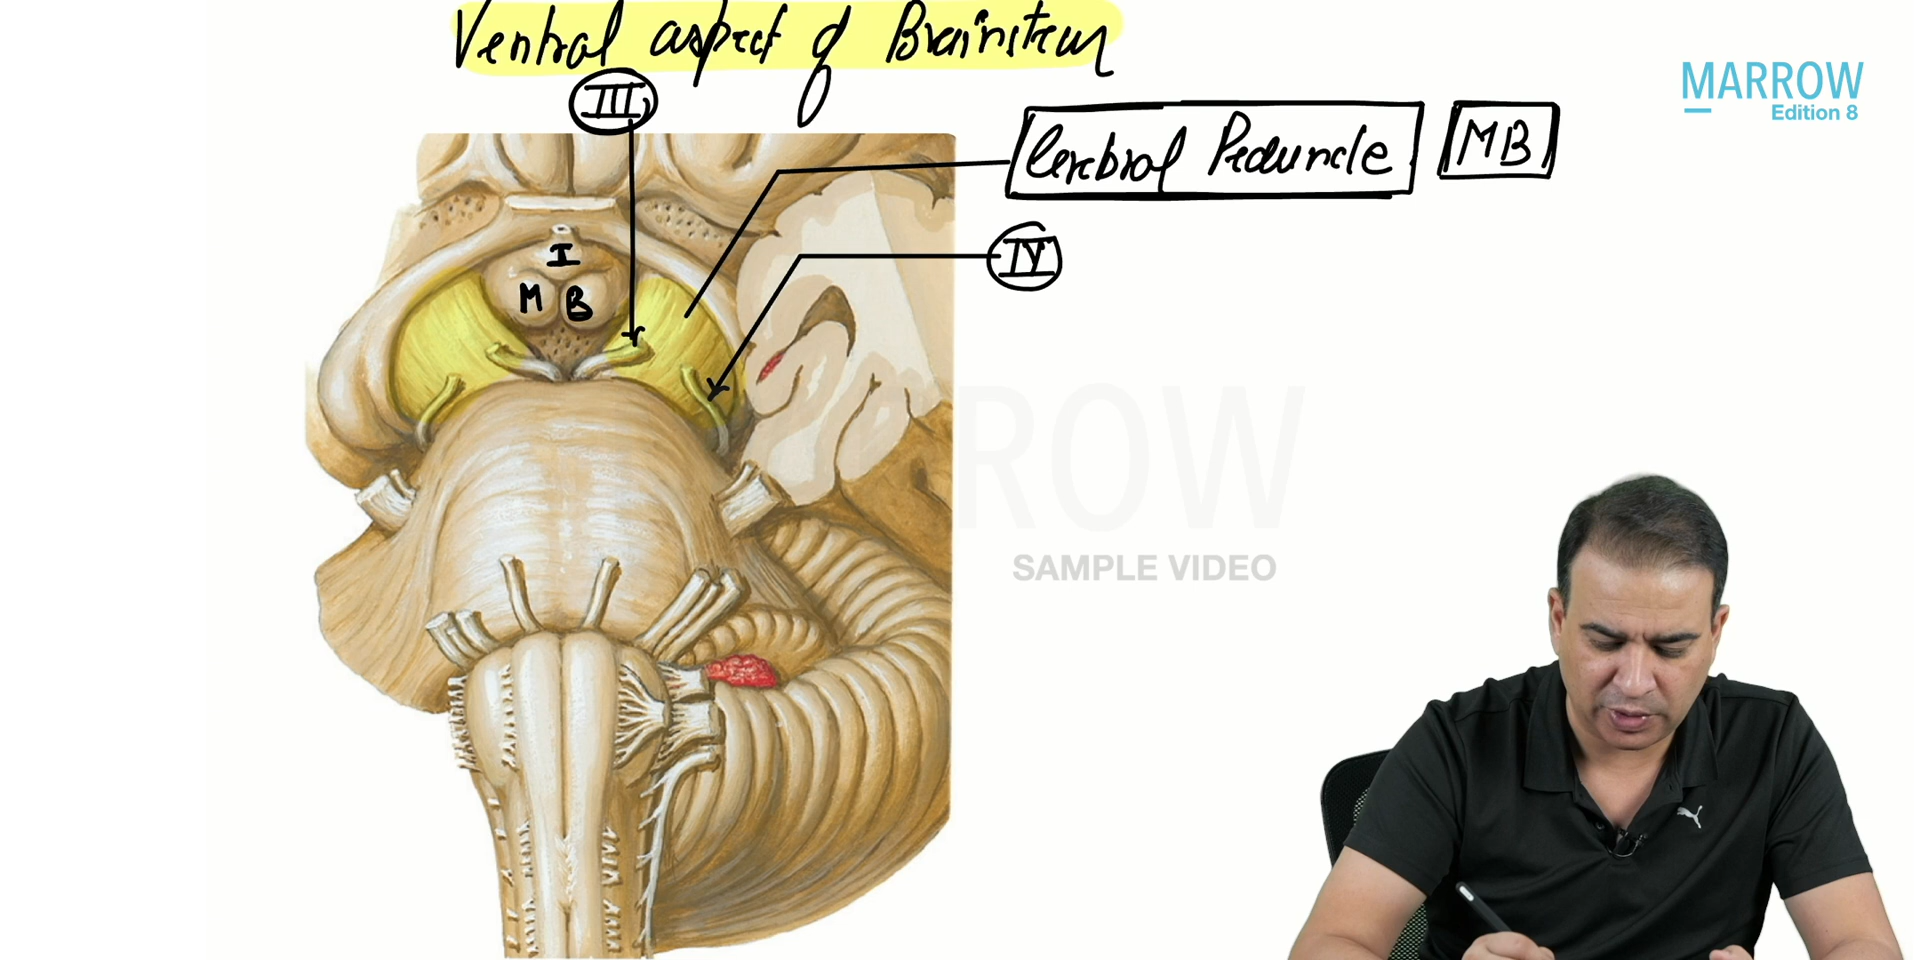 Ventral aspect of Brainstem
MARROW
Edition 8
III
Cerebral Peduncle
MB
IV
I
M B
ROW
SAMPLE VIDEO